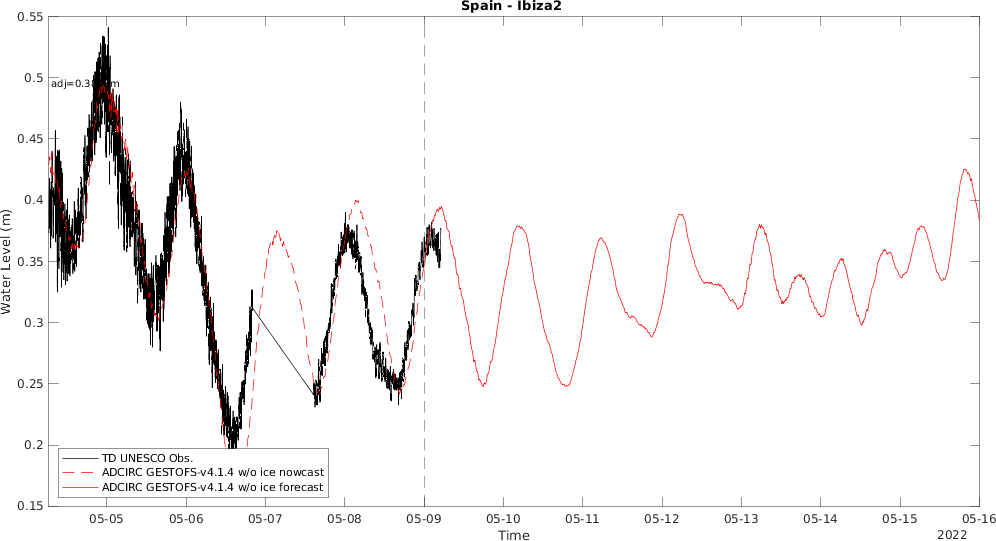 Spain - Ibiza2
0.55
0.5
0.45
0.4
0.35
0.3
0.25
0.2
0.15
Water Level (m)
TD UNESCO Obs.
ADCIRC GESTOFS-v4.1.4 w/o ice nowcast
ADCIRC GESTOFS-v4.1.4 w/o ice forecast
05-05 05-06 05-07 05-08 05-09 05-10 05-11 05-12 05-13 05-14 05-15 05-16
Time
2022